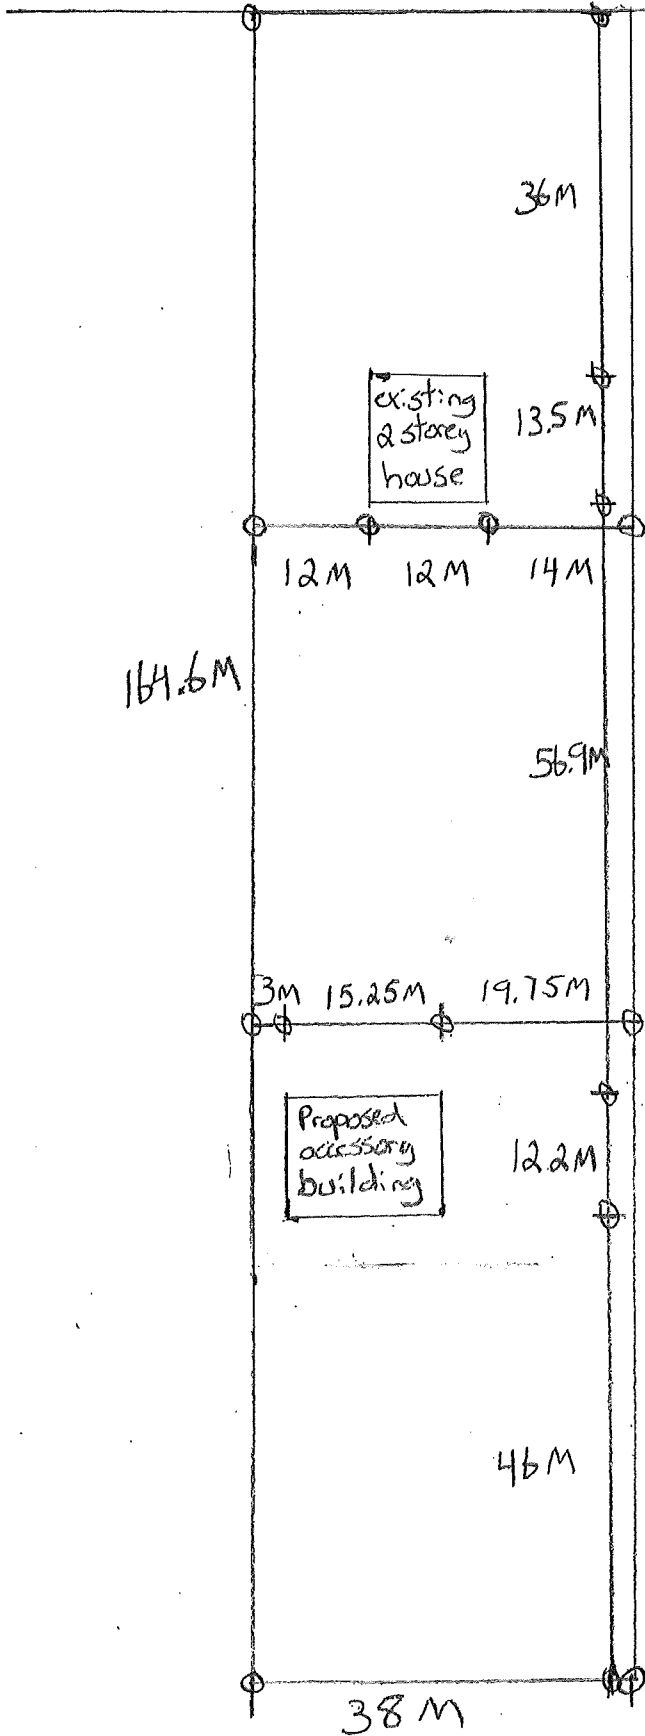 36M
existing
2 storey
house
13.5M
12M 12M 14M
164.6M
56.9M
3M 15.25M 19.75M
Proposed
accessory
building
12.2M
46M
38M